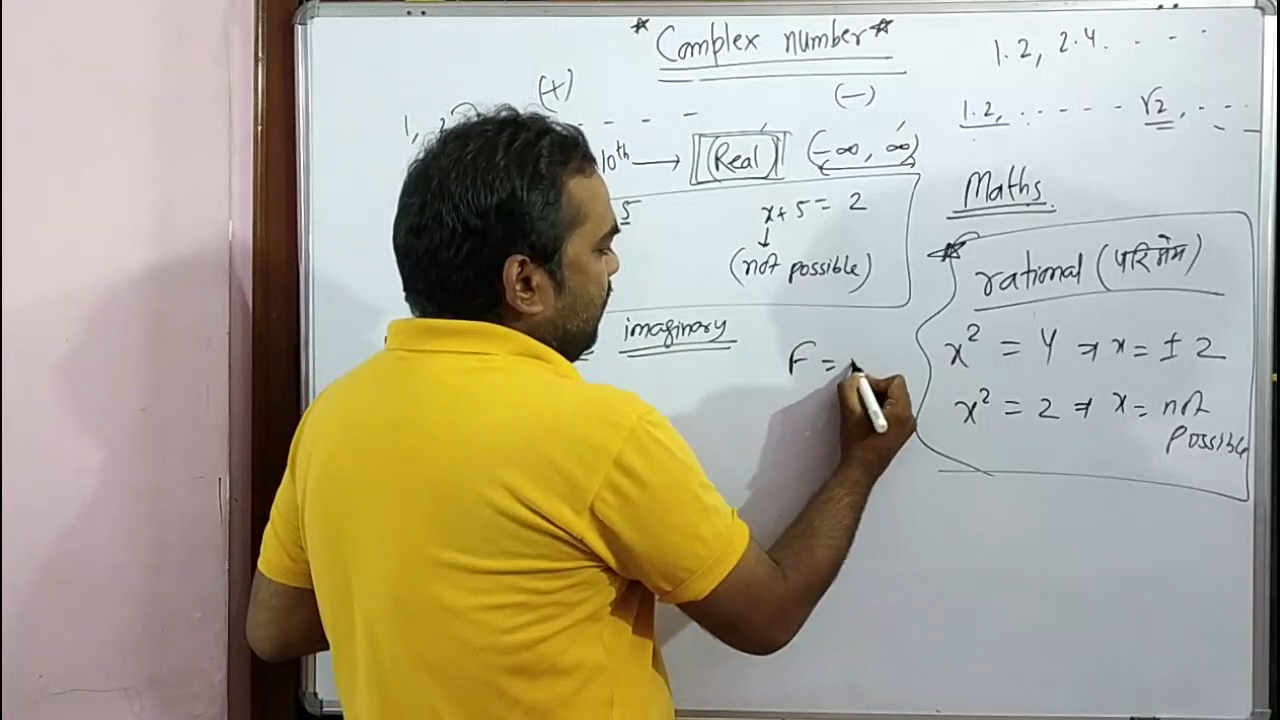 * Complex number *
1.2, 2.4. - - -
(+) (-)
1, 2 - - - -
1.2, - - - - √2, - - -
10th → (Real) (-∞, ∞)
Maths
5 x + 5 = 2
↓
(not possible)
rational (परिमेय)
imaginary
x² = 4 ⇒ x = ± 2
F =
x² = 2 ⇒ x = not
possible